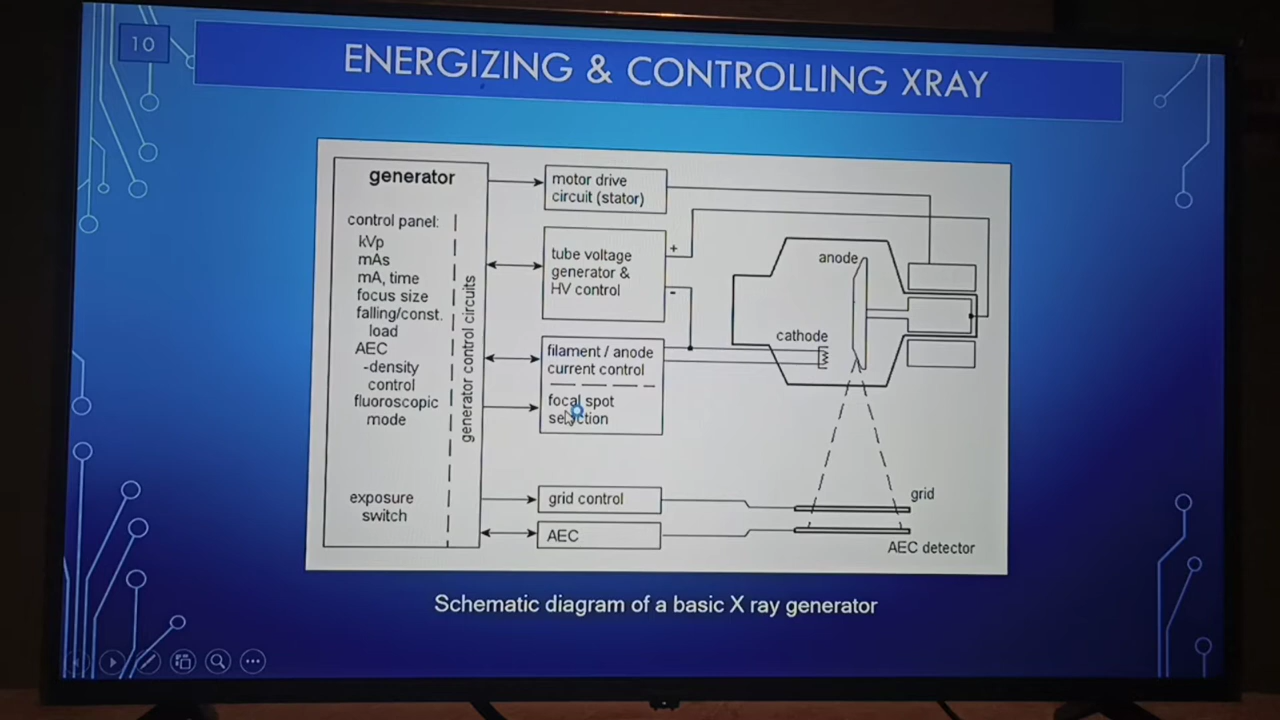 10
ENERGIZING & CONTROLLING XRAY
generator
control panel:
kVp
mAs
mA, time
focus size
falling/const.
load
AEC
-density
control
fluoroscopic
mode
exposure
switch
generator control circuits
motor drive
circuit (stator)
tube voltage
generator &
HV control
+
-
filament / anode
current control
focal spot
selection
grid control
AEC
anode
cathode
grid
AEC detector
Schematic diagram of a basic X ray generator